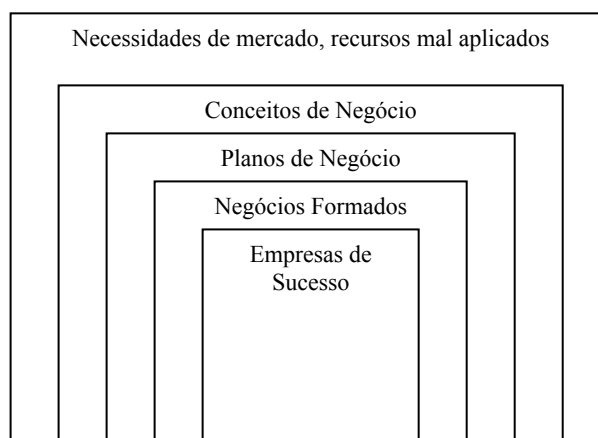 Necessidades de mercado, recursos mal aplicados
Conceitos de Negócio
Planos de Negócio
Negócios Formados
Empresas de
Sucesso